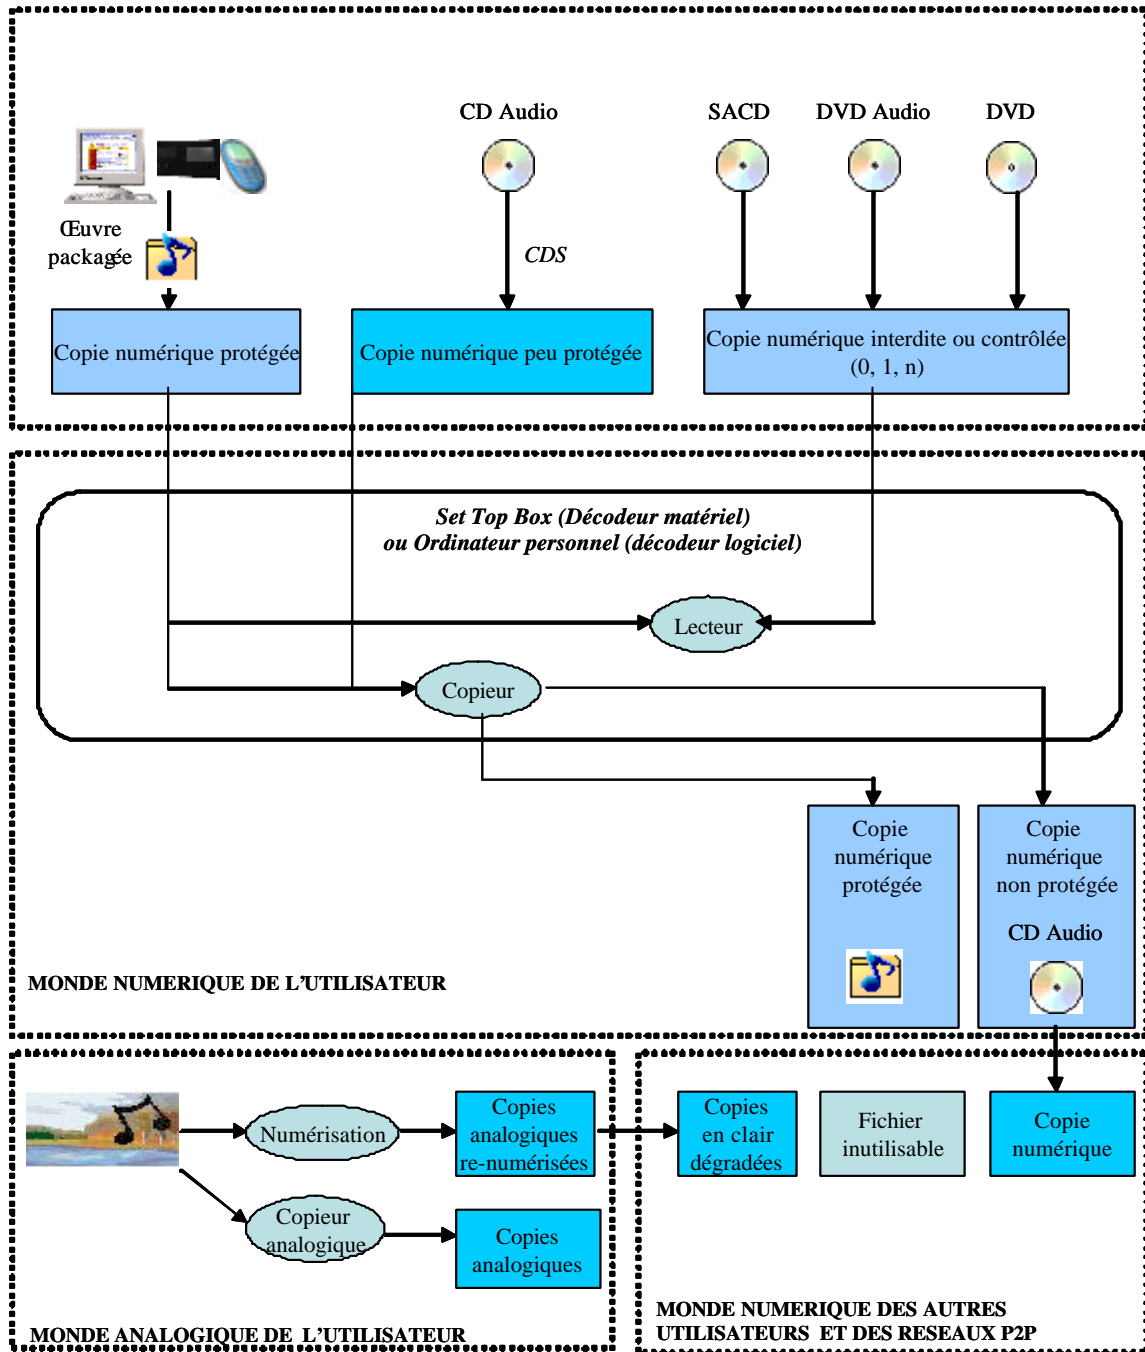 CD Audio
SACD
DVD Audio
DVD
Œuvre
packagée
CDS
Copie numérique protégée
Copie numérique peu protégée
Copie numérique interdite ou contrôlée
(0, 1, n)
Set Top Box (Décodeur matériel)
ou Ordinateur personnel (décodeur logiciel)
Lecteur
Copieur
Copie
numérique
protégée
Copie
numérique
non protégée
CD Audio
MONDE NUMERIQUE DE L'UTILISATEUR
Numérisation
Copies
analogiques
re-numérisées
Copies
en clair
dégradées
Fichier
inutilisable
Copie
numérique
Copieur
analogique
Copies
analogiques
MONDE ANALOGIQUE DE L'UTILISATEUR
MONDE NUMERIQUE DES AUTRES
UTILISATEURS ET DES RESEAUX P2P